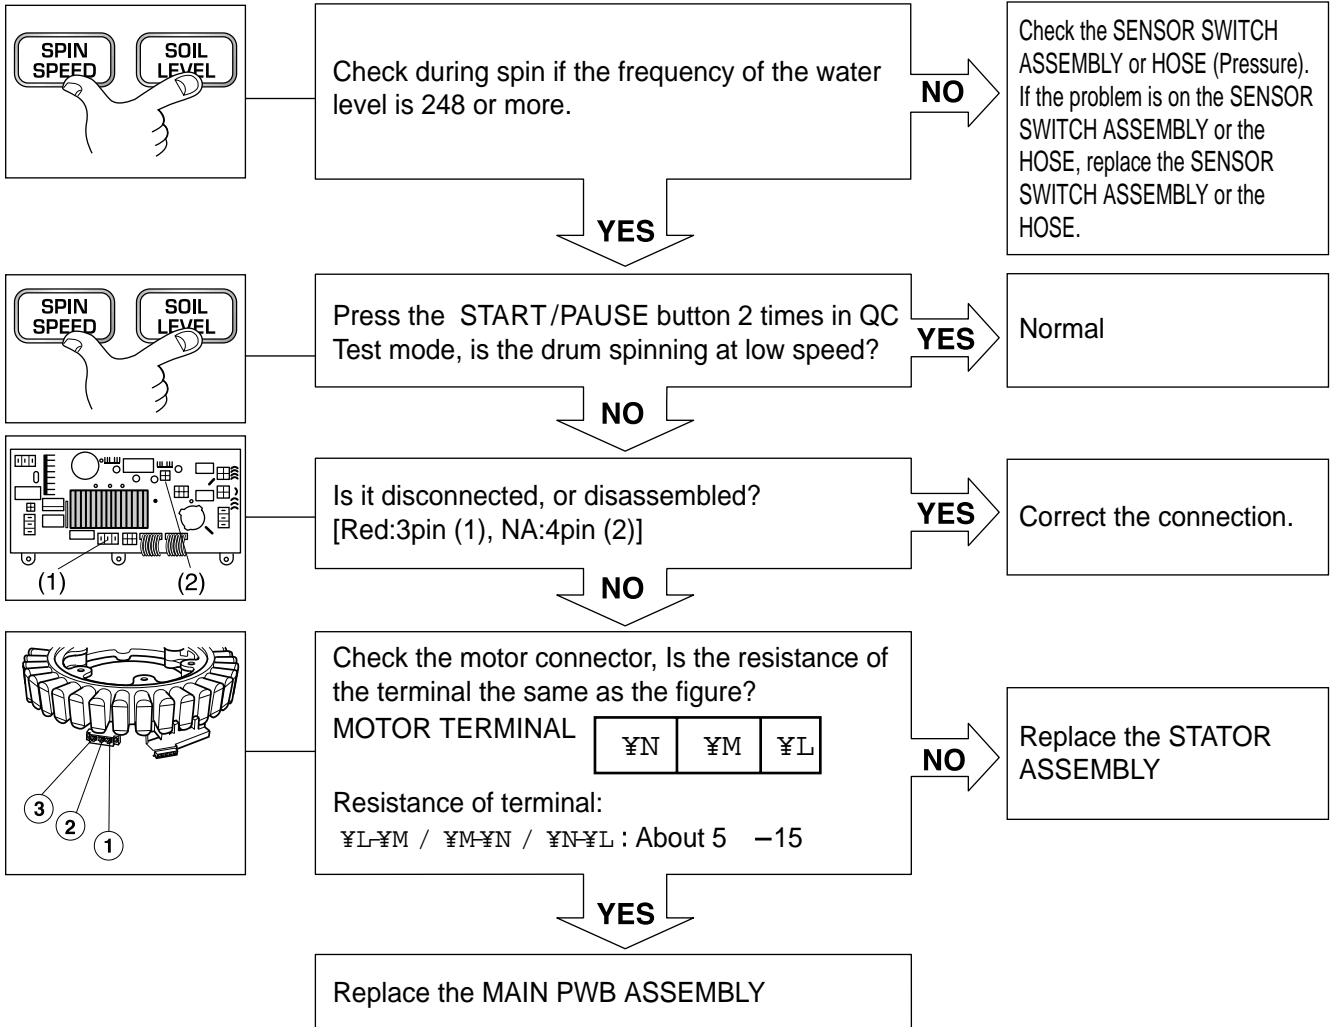 SPIN
SPEED
SOIL
LEVEL
Check during spin if the frequency of the water
level is 248 or more.
NO
Check the SENSOR SWITCH
ASSEMBLY or HOSE (Pressure).
If the problem is on the SENSOR
SWITCH ASSEMBLY or the
HOSE, replace the SENSOR
SWITCH ASSEMBLY or the
HOSE.
YES
SPIN
SPEED
SOIL
LEVEL
Press the START/PAUSE button 2 times in QC
Test mode, is the drum spinning at low speed?
YES
Normal
NO
(1)
(2)
Is it disconnected, or disassembled?
[Red:3pin (1), NA:4pin (2)]
YES
Correct the connection.
NO
3
2
1
Check the motor connector, Is the resistance of
the terminal the same as the figure?
MOTOR TERMINAL
¥N ¥M ¥L
Resistance of terminal:
¥L-¥M / ¥M-¥N / ¥N-¥L : About 5 –15
NO
Replace the STATOR
ASSEMBLY
YES
Replace the MAIN PWB ASSEMBLY